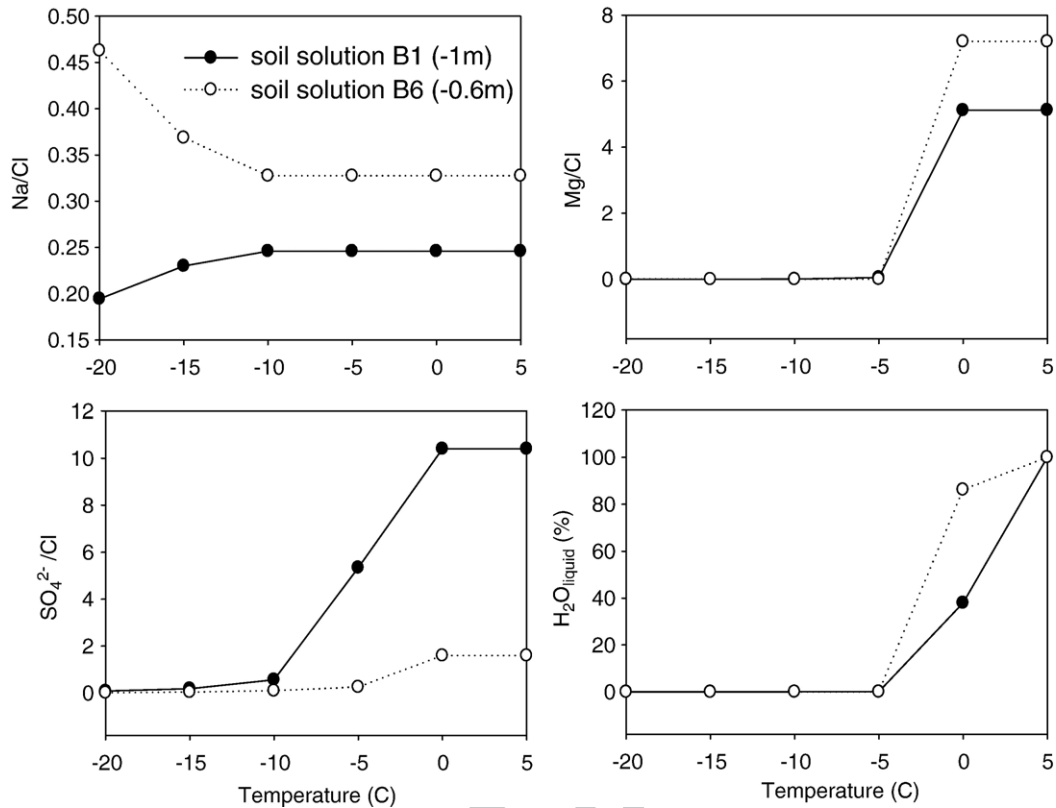 0.50
0.45
0.40
0.35
0.30
0.25
0.20
0.15
Na/Cl
soil solution B1 (-1m)
soil solution B6 (-0.6m)
-20 -15 -10 -5 0 5
8
6
4
2
0
Mg/Cl
-20 -15 -10 -5 0 5
12
10
8
6
4
2
0
SO₄²⁻/Cl
-20 -15 -10 -5 0 5
Temperature (C)
120
100
80
60
40
20
0
H₂Oliquid (%)
-20 -15 -10 -5 0 5
Temperature (C)